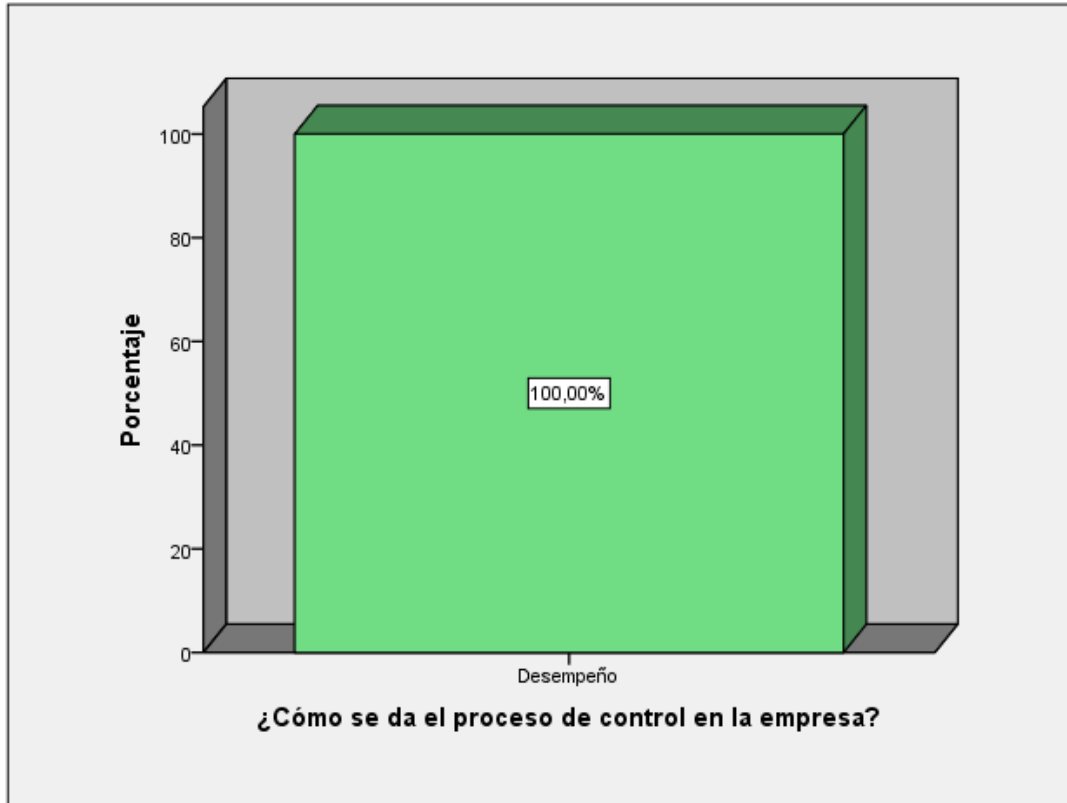 Porcentaje
100
80
60
40
20
0
100,00%
Desempeño
¿Cómo se da el proceso de control en la empresa?